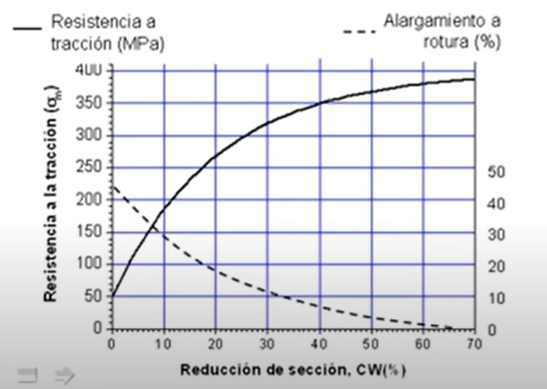 Resistencia a
tracción (MPa)
Alargamiento a
rotura (%)
Resistencia a la tracción (σm)
400
350
300
250
200
150
100
50
0
50
40
30
20
10
0
0 10 20 30 40 50 60 70
Reducción de sección, CW(%)